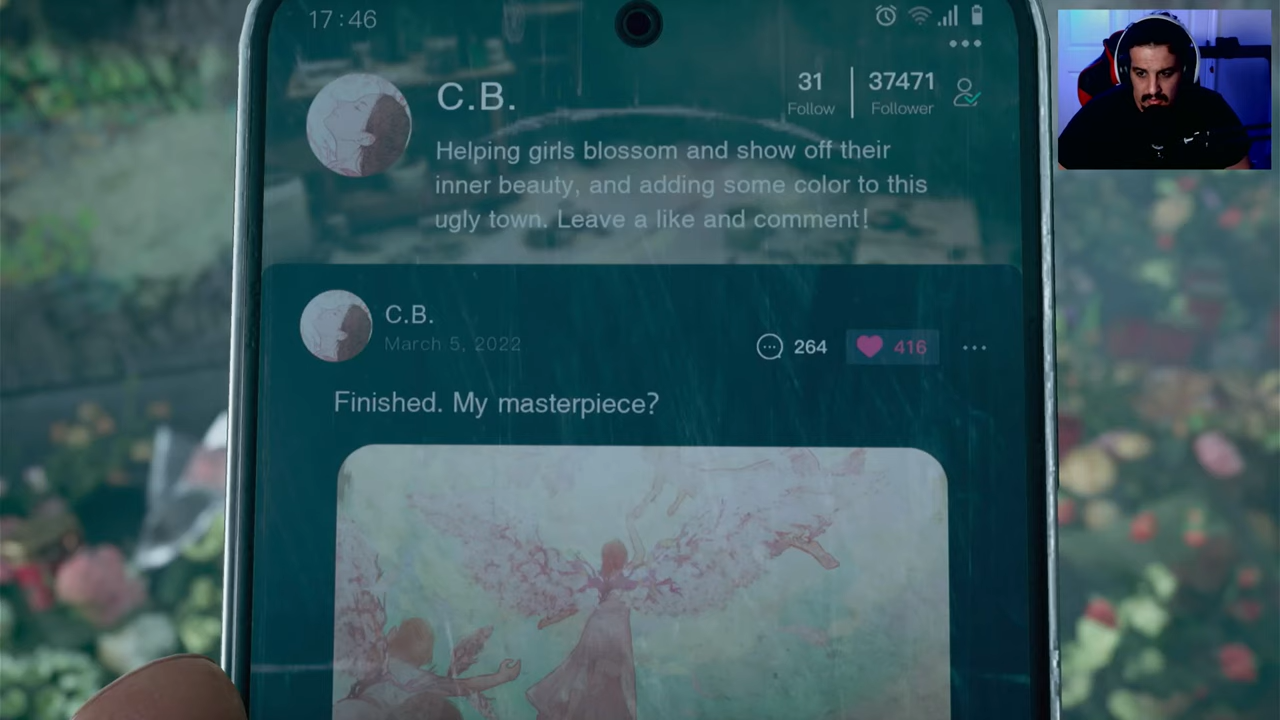 17:46
C.B.
31
Follow
37471
Follower
Helping girls blossom and show off their
inner beauty, and adding some color to this
ugly town. Leave a like and comment!
C.B.
March 5, 2022
264
416
Finished. My masterpiece?